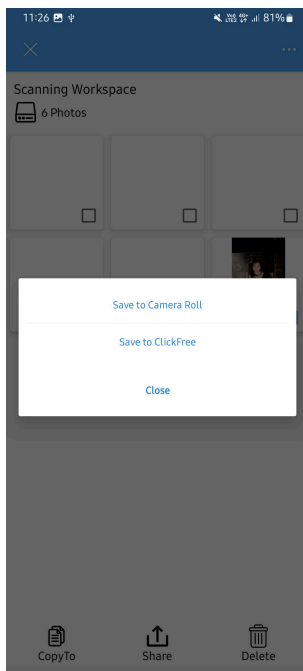 11:26
81%
Scanning Workspace
6 Photos
Save to Camera Roll
Save to ClickFree
Close
CopyTo
Share
Delete